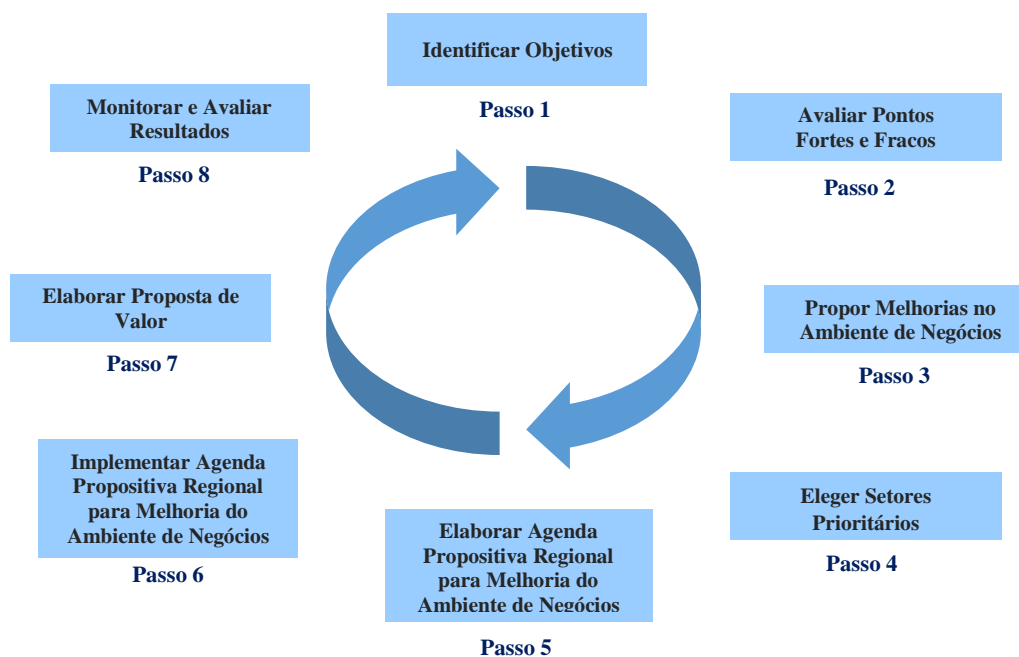 Identificar Objetivos
Passo 1
Avaliar Pontos
Fortes e Fracos
Passo 2
Propor Melhorias no
Ambiente de Negócios
Passo 3
Eleger Setores
Prioritários
Passo 4
Elaborar Agenda
Propositiva Regional
para Melhoria do
Ambiente de Negócios
Passo 5
Implementar Agenda
Propositiva Regional
para Melhoria do
Ambiente de Negócios
Passo 6
Elaborar Proposta de
Valor
Passo 7
Monitorar e Avaliar
Resultados
Passo 8